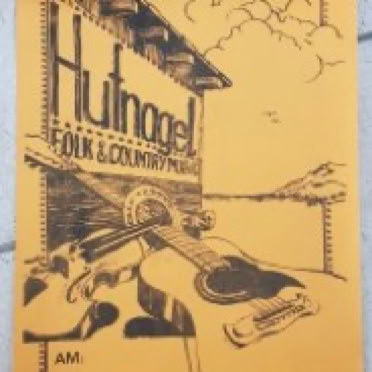 Hufnagel
FOLK & COUNTRY
AM: